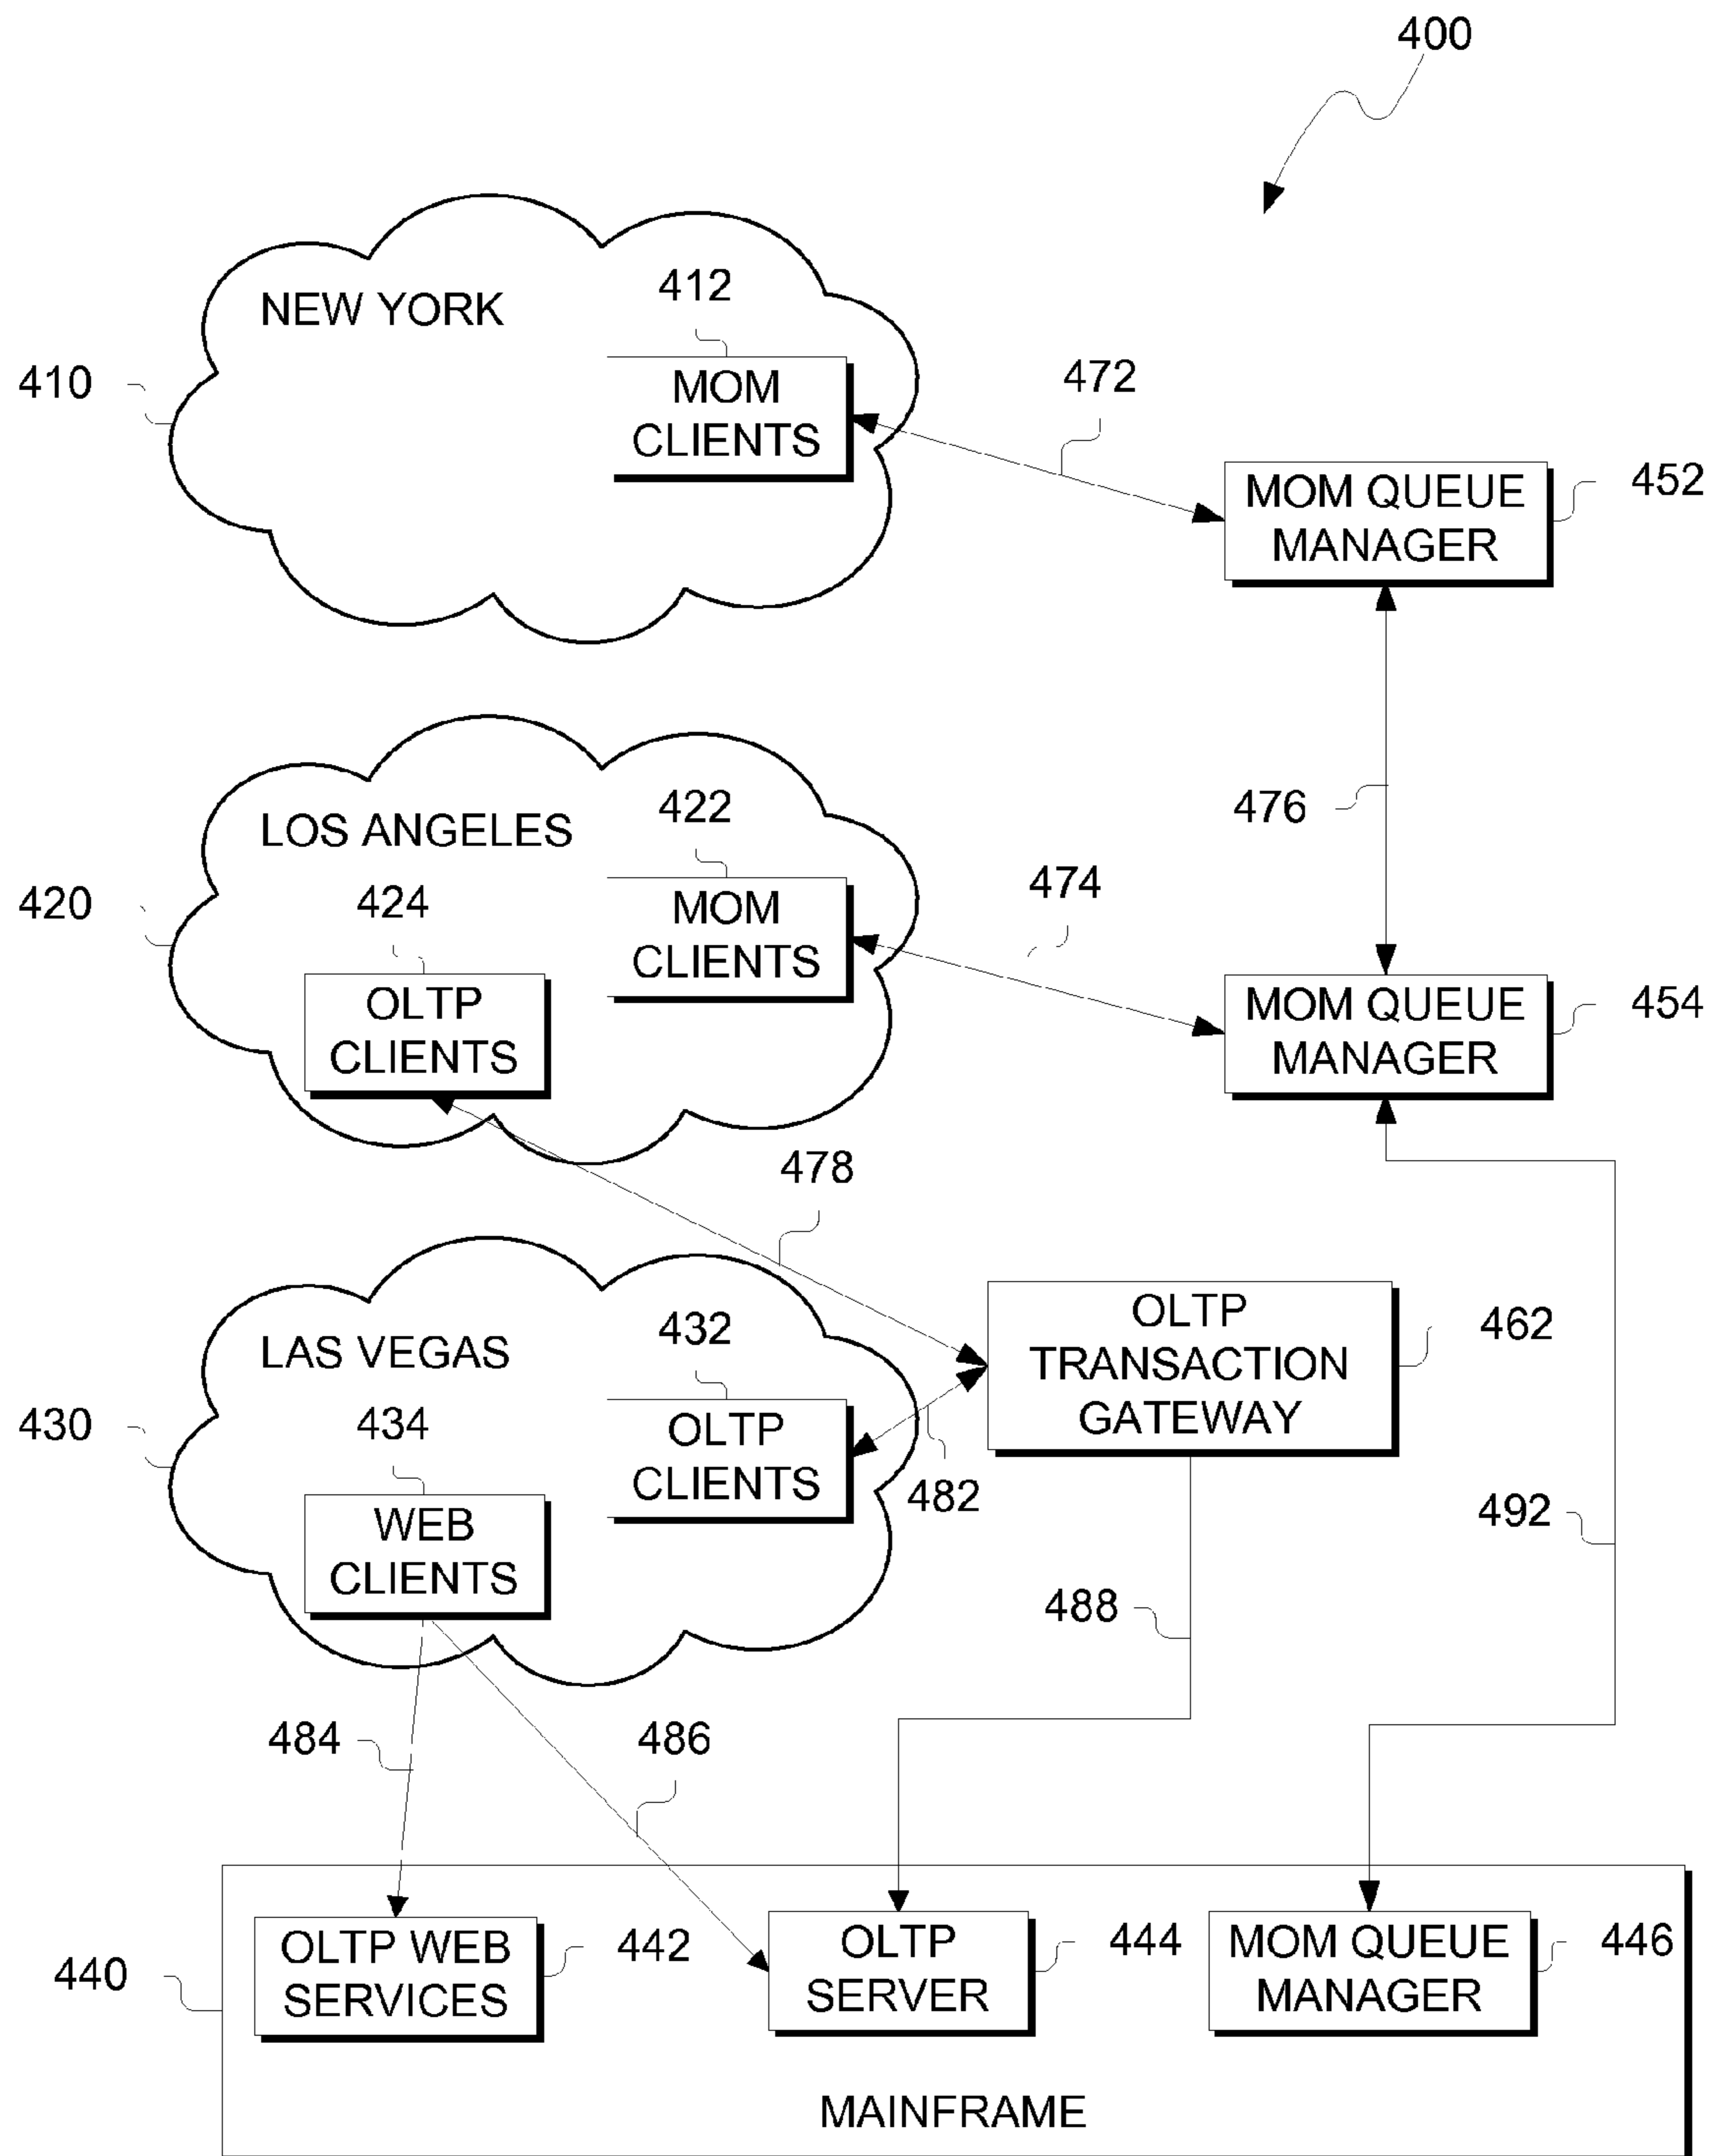 400
NEW YORK
412
410
MOM
CLIENTS
472
MOM QUEUE
MANAGER
452
476
LOS ANGELES
422
420
424
MOM
CLIENTS
474
OLTP
CLIENTS
MOM QUEUE
MANAGER
454
478
LAS VEGAS
432
430
434
OLTP
CLIENTS
482
OLTP
TRANSACTION
GATEWAY
462
WEB
CLIENTS
492
488
484
486
440
OLTP WEB
SERVICES
442
OLTP
SERVER
444
MOM QUEUE
MANAGER
446
MAINFRAME